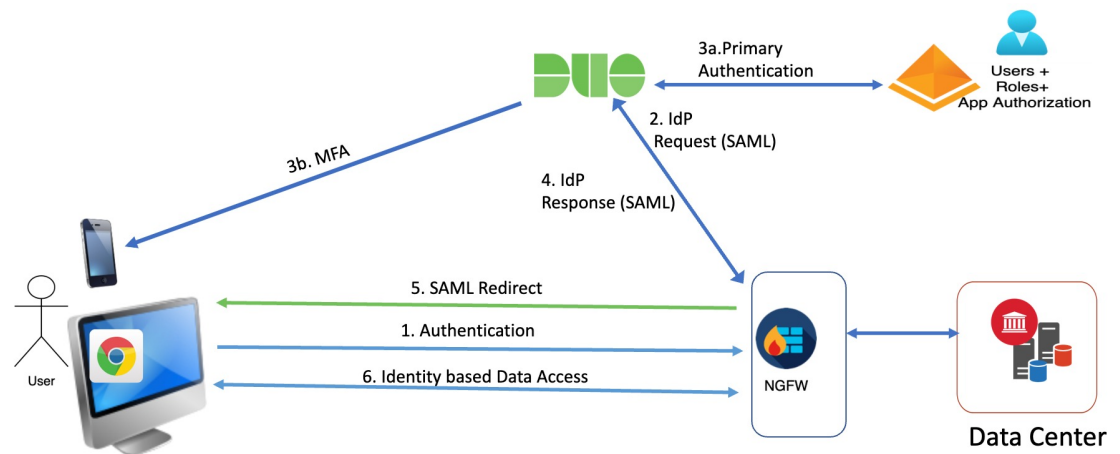 DUO
3a.Primary
Authentication
Users +
Roles+
App Authorization
2. IdP
Request (SAML)
3b. MFA
4. IdP
Response (SAML)
5. SAML Redirect
1. Authentication
6. Identity based Data Access
User
NGFW
Data Center